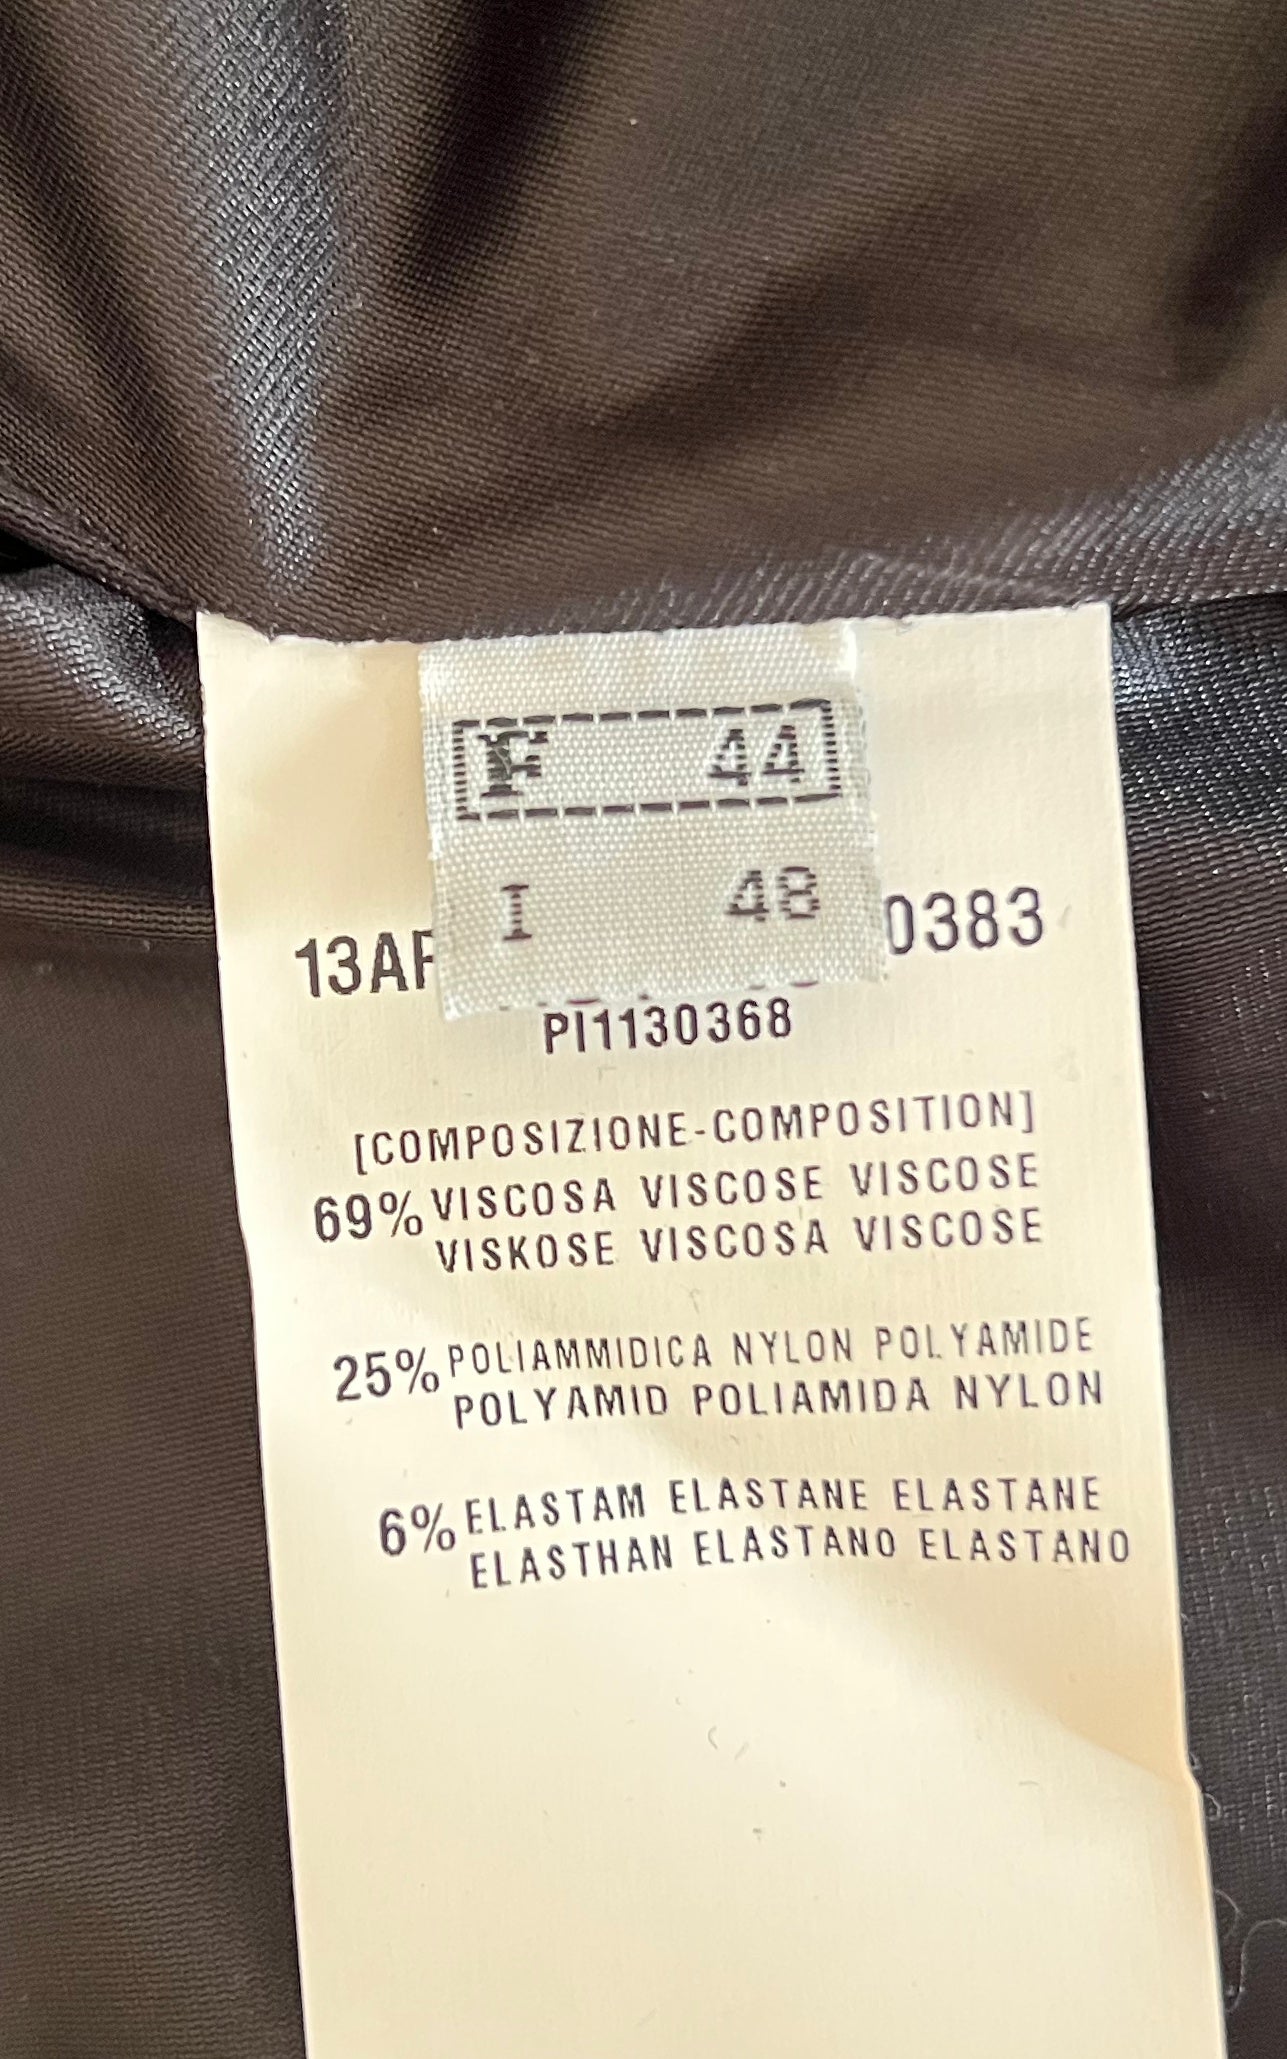 F 44
I 48
13AF 0383
PI1130368
[COMPOSIZIONE-COMPOSITION]
69% VISCOSA VISCOSE VISCOSE
VISKOSE VISCOSA VISCOSE
25% POLIAMMIDICA NYLON POLYAMIDE
POLYAMID POLIAMIDA NYLON
6% ELASTAM ELASTANE ELASTANE
ELASTHAN ELASTANO ELASTANO